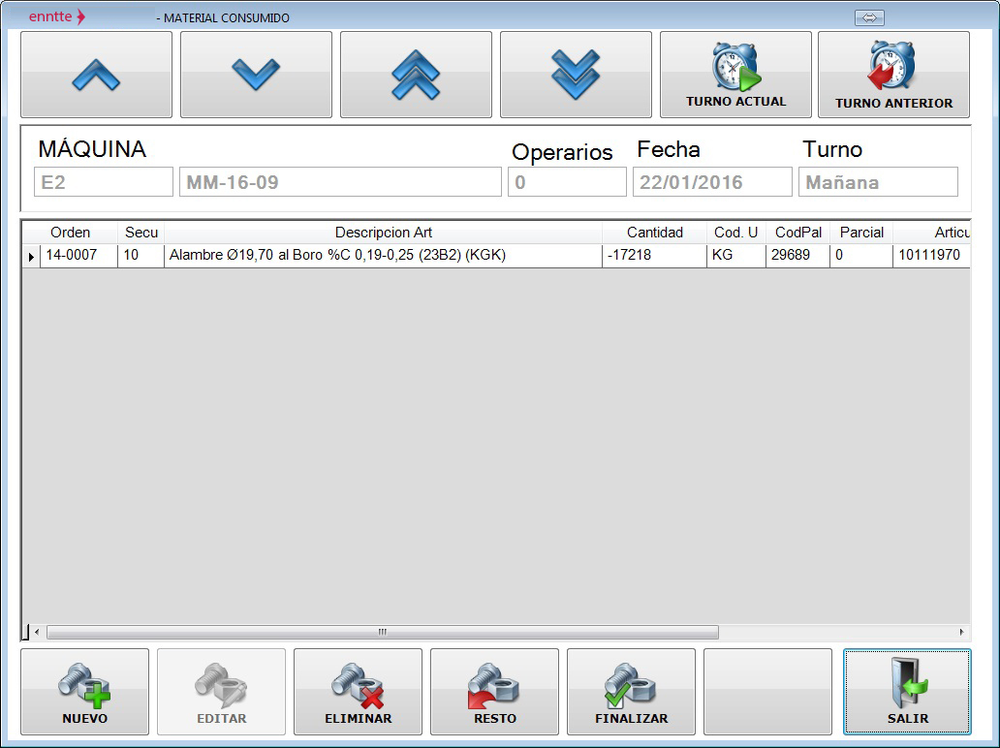 enntte - MATERIAL CONSUMIDO
TURNO ACTUAL TURNO ANTERIOR
MÁQUINA Operarios Fecha Turno
E2 MM-16-09 0 22/01/2016 Mañana
Orden Secu Descripcion Art Cantidad Cod. U CodPal Parcial Articu
14-0007 10 Alambre Ø19,70 al Boro %C 0,19-0,25 (23B2) (KGK) -17218 KG 29689 0 10111970
NUEVO EDITAR ELIMINAR RESTO FINALIZAR SALIR